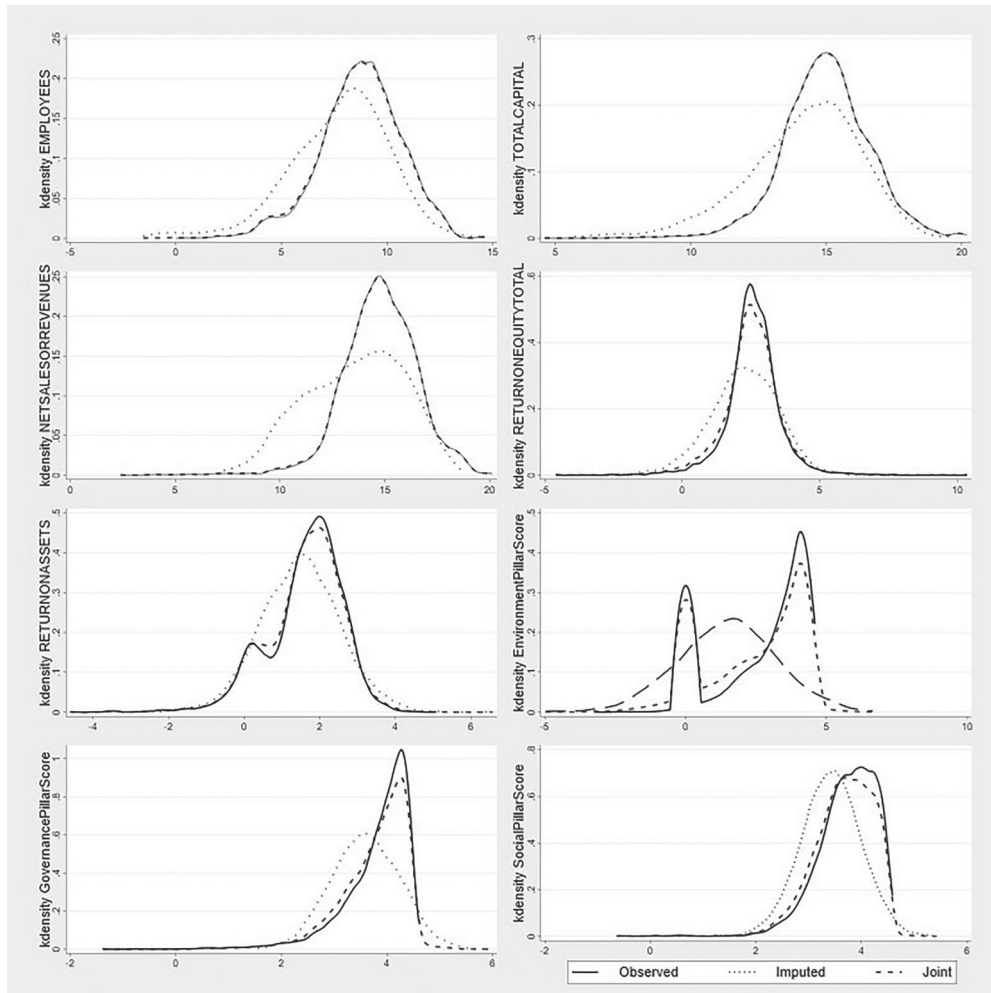 kdensity EMPLOYEES
.25
.2
.15
.1
.05
0
-5 0 5 10 15
kdensity TOTALCAPITAL
.3
.2
.1
0
5 10 15 20
kdensity NETSALESORREVENUES
.25
.2
.15
.1
.05
0
0 5 10 15 20
kdensity RETURNONEQUITYTOTAL
.6
.4
.2
0
-5 0 5 10
kdensity RETURNONASSETS
.5
.4
.3
.2
.1
0
-4 -2 0 2 4 6
kdensity EnvironmentPillarScore
.5
.4
.3
.2
.1
0
-5 0 5 10
kdensity GovernancePillarScore
1
.8
.6
.4
.2
0
-2 0 2 4 6
kdensity SocialPillarScore
.8
.6
.4
.2
0
-2 0 2 4 6
Observed Imputed Joint